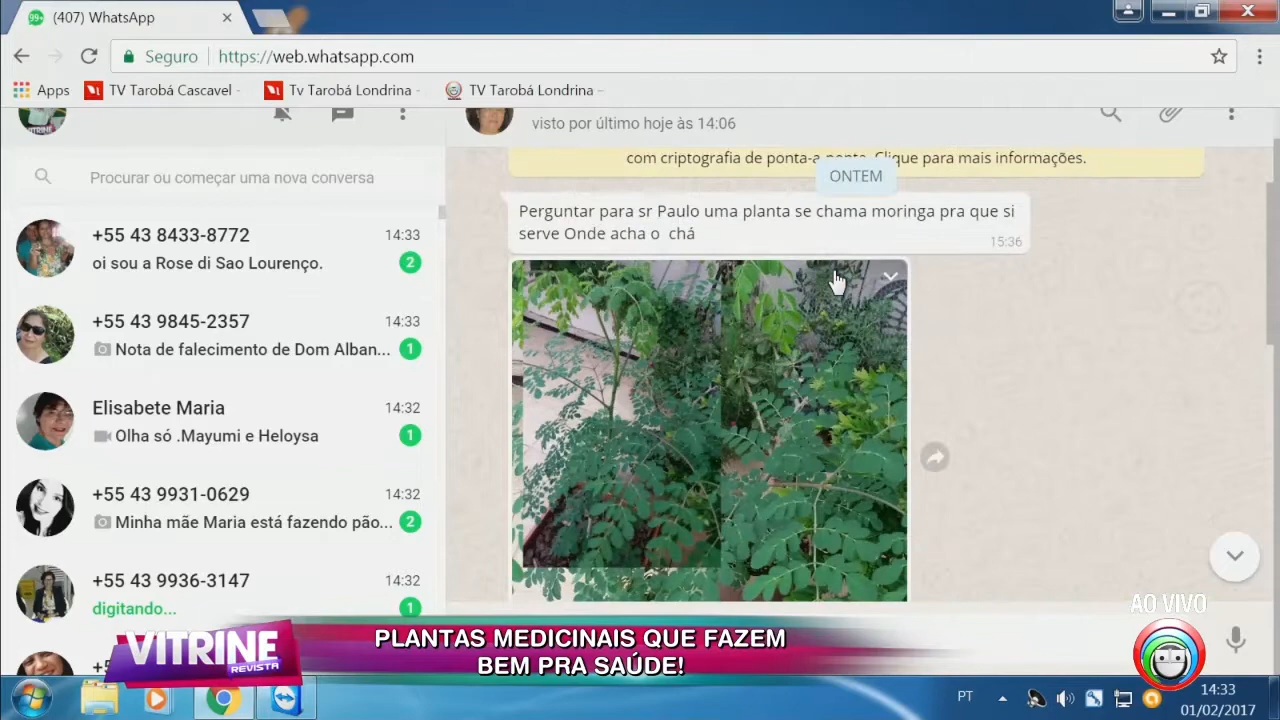 99+ (407) WhatsApp
Seguro https://web.whatsapp.com
Apps TV Tarobá Cascavel - Tv Tarobá Londrina - TV Tarobá Londrina –
visto por último hoje às 14:06
Procurar ou começar uma nova conversa
+55 43 8433-8772 14:33
oi sou a Rose di Sao Lourenço. 2
+55 43 9845-2357 14:33
Nota de falecimento de Dom Alban... 1
Elisabete Maria 14:32
Olha só .Mayumi e Heloysa 1
+55 43 9931-0629 14:32
Minha mãe Maria está fazendo pão... 2
+55 43 9936-3147 14:32
digitando... 1
com criptografia de ponta-a-ponta. Clique para mais informações.
ONTEM
Perguntar para sr Paulo uma planta se chama moringa pra que si
serve Onde acha o chá
15:36
AO VIVO
VITRINE
REVISTA
PLANTAS MEDICINAIS QUE FAZEM
BEM PRA SAÚDE!
PT 14:33
01/02/2017